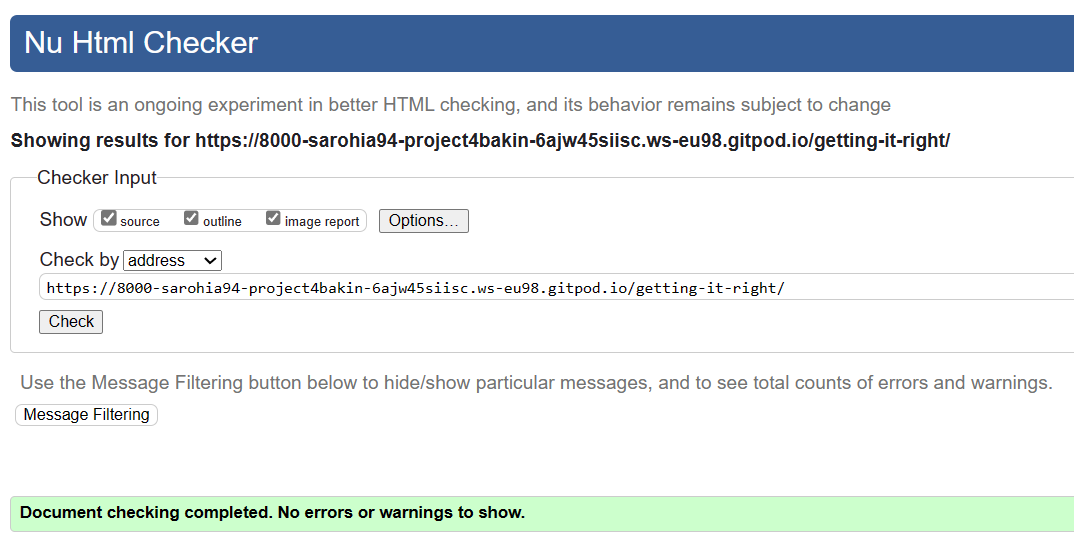 Nu Html Checker
This tool is an ongoing experiment in better HTML checking, and its behavior remains subject to change
Showing results for https://8000-sarohia94-project4bakin-6ajw45siisc.ws-eu98.gitpod.io/getting-it-right/
Checker Input
Show source outline image report Options...
Check by address
https://8000-sarohia94-project4bakin-6ajw45siisc.ws-eu98.gitpod.io/getting-it-right/
Check
Use the Message Filtering button below to hide/show particular messages, and to see total counts of errors and warnings.
Message Filtering
Document checking completed. No errors or warnings to show.